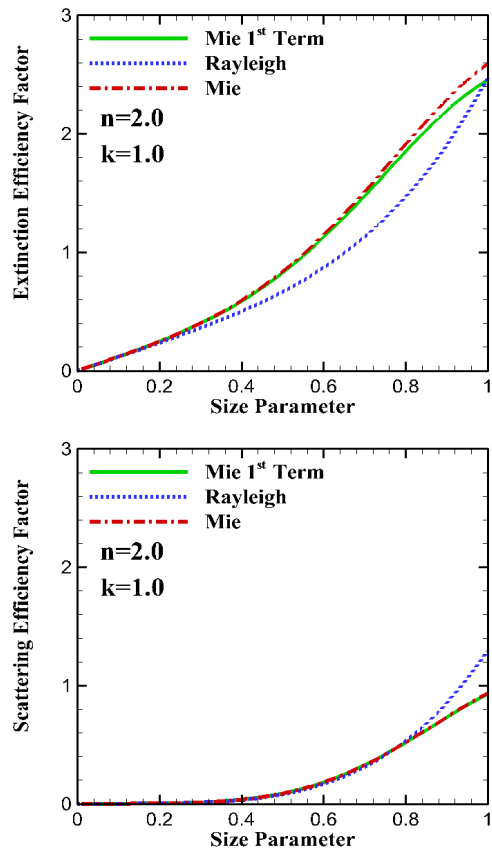 3
Mie 1st Term
Rayleigh
Mie
n=2.0
k=1.0
2
1
0
Extinction Efficiency Factor
0 0.2 0.4 0.6 0.8 1
Size Parameter
3
Mie 1st Term
Rayleigh
Mie
n=2.0
k=1.0
2
1
0
Scattering Efficiency Factor
0 0.2 0.4 0.6 0.8 1
Size Parameter